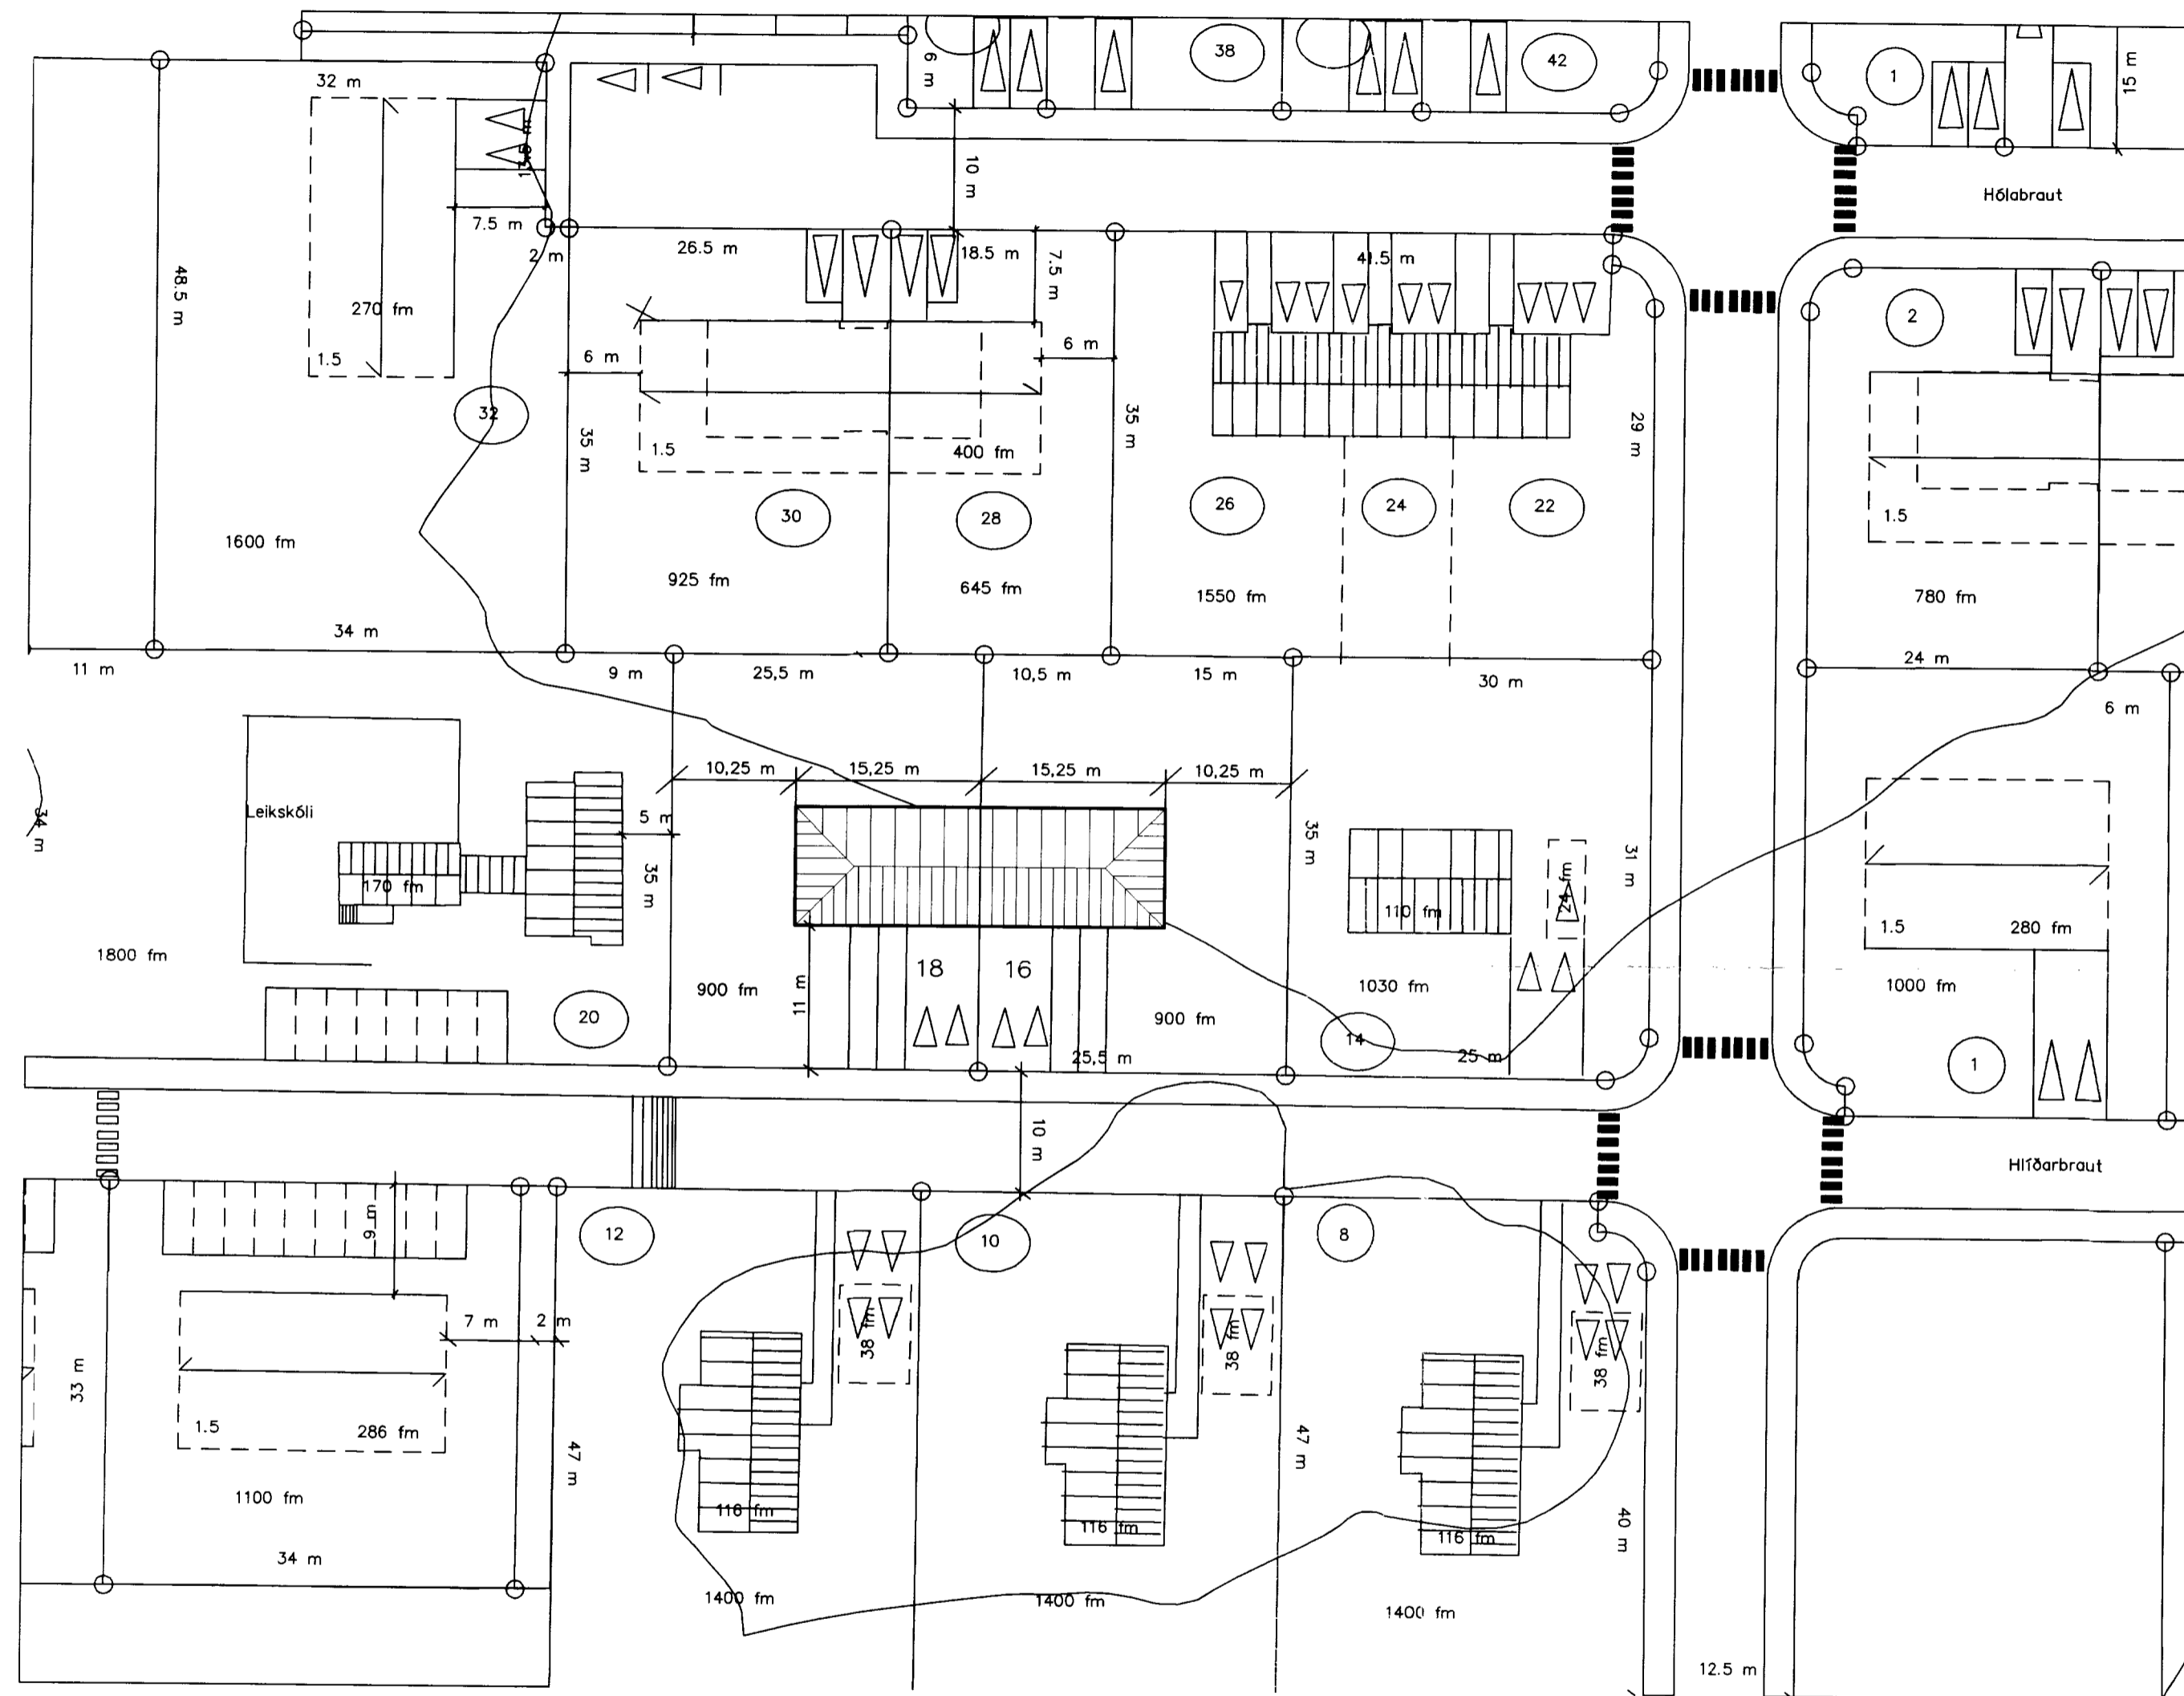 32 m
6 m
38
42
1
15 m
1.5 m
7.5 m
2 m
26.5 m
10 m
18.5 m
7.5 m
41.5 m
Hólabraut
48.5 m
270 fm
1.5
6 m
6 m
2
32
35 m
1.5
400 fm
35 m
29 m
30
28
26
24
22
1.5
1600 fm
925 fm
645 fm
1550 fm
780 fm
34 m
11 m
9 m
25,5 m
10,5 m
15 m
30 m
24 m
6 m
10,25 m
15,25 m
15,25 m
10,25 m
Leikskóli
34 m
5 m
170 fm
35 m
35 m
31 m
24 fm
110 fm
1.5
280 fm
1800 fm
900 fm
18
16
11 m
1030 fm
1000 fm
20
900 fm
14
25,5 m
25 m
1
10 m
Hlíðarbraut
9 m
12
10
8
7 m
2 m
38 fm
38 fm
38 fm
33 m
1.5
286 fm
47 m
47 m
40 m
1100 fm
116 fm
116 fm
116 fm
34 m
1400 fm
1400 fm
1400 fm
12.5 m